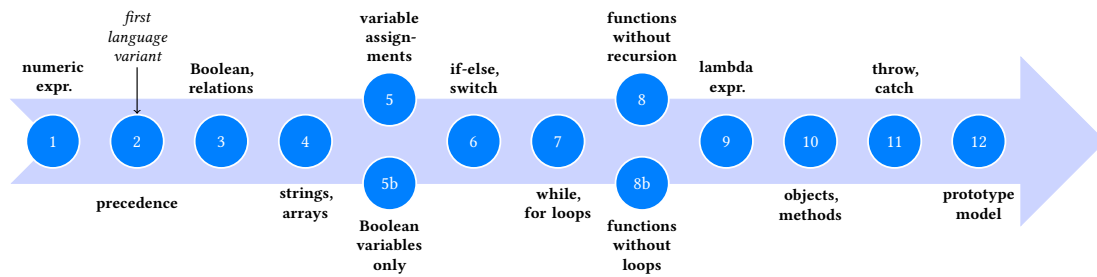 first
language
variant
numeric
expr.
1
2
precedence
Boolean,
relations
3
4
strings,
arrays
variable
assign-
ments
5
5b
Boolean
variables
only
if-else,
switch
6
7
while,
for loops
functions
without
recursion
8
8b
functions
without
loops
lambda
expr.
9
10
objects,
methods
throw,
catch
11
12
prototype
model